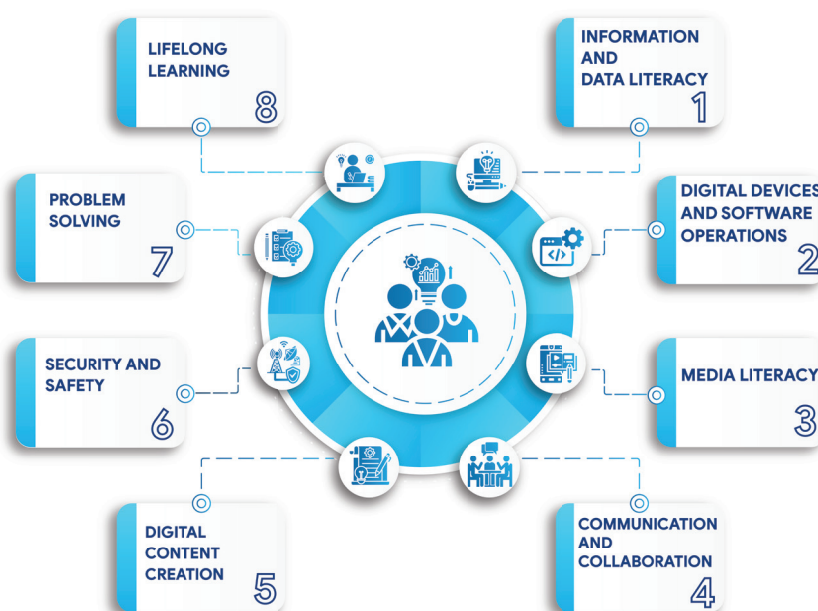 INFORMATION
AND
DATA LITERACY
1
DIGITAL DEVICES
AND SOFTWARE
OPERATIONS
2
MEDIA LITERACY
3
COMMUNICATION
AND
COLLABORATION
4
DIGITAL
CONTENT
CREATION
5
SECURITY AND
SAFETY
6
PROBLEM
SOLVING
7
LIFELONG
LEARNING
8